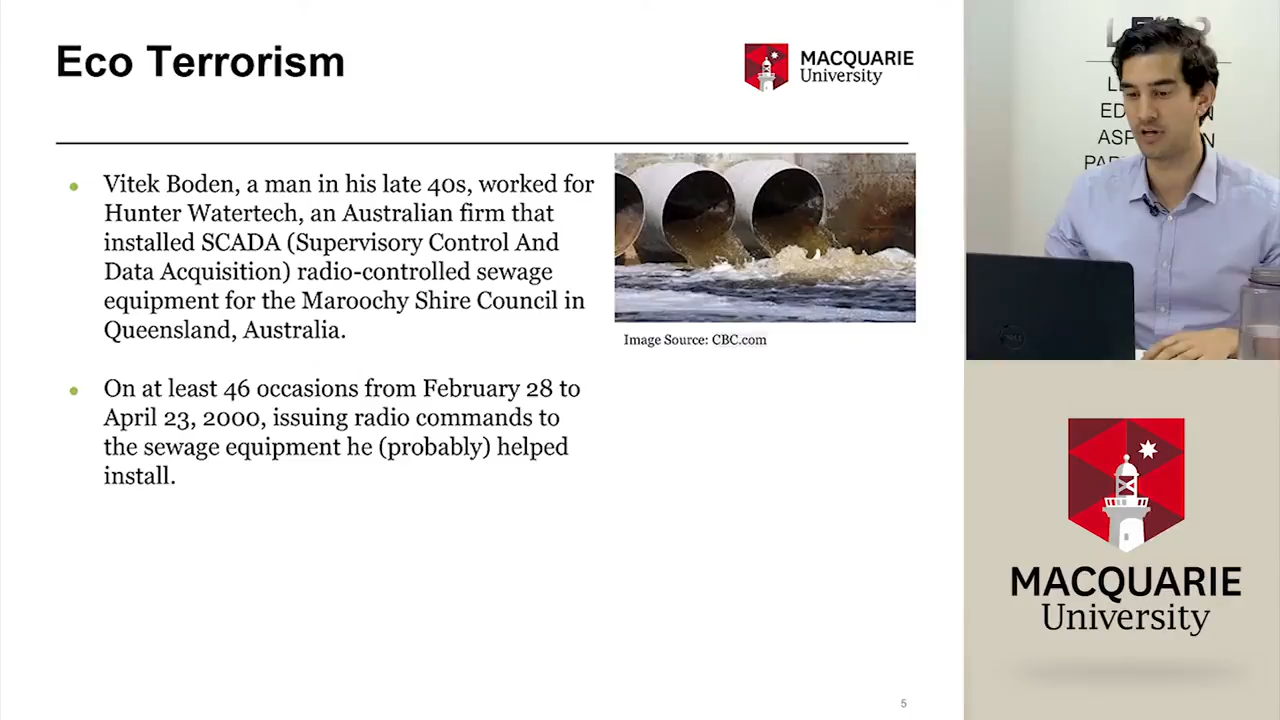 Eco Terrorism
MACQUARIE
University
Vitek Boden, a man in his late 40s, worked for
Hunter Watertech, an Australian firm that
installed SCADA (Supervisory Control And
Data Acquisition) radio-controlled sewage
equipment for the Maroochy Shire Council in
Queensland, Australia.
Image Source: CBC.com
On at least 46 occasions from February 28 to
April 23, 2000, issuing radio commands to
the sewage equipment he (probably) helped
install.
5
MACQUARIE
University